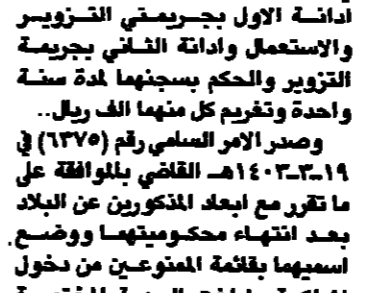 ادانة الاول بجريمتي التزوير
والاستعمال وادانة الثاني بجريمة
التزوير والحكم بسجنهما لمدة سنة
واحدة وتغريم كل منهما الف ريال..
وصدر الامر السامي رقم (٦٣٧٥) في
١٩-٣-١٤٠٣هـ القاضي بالموافقة على
ما تقرر مع ابعاد المذكورين عن البلاد
بعد انتهاء محكوميتهما ووضع
اسميهما بقائمة الممنوعين من دخول